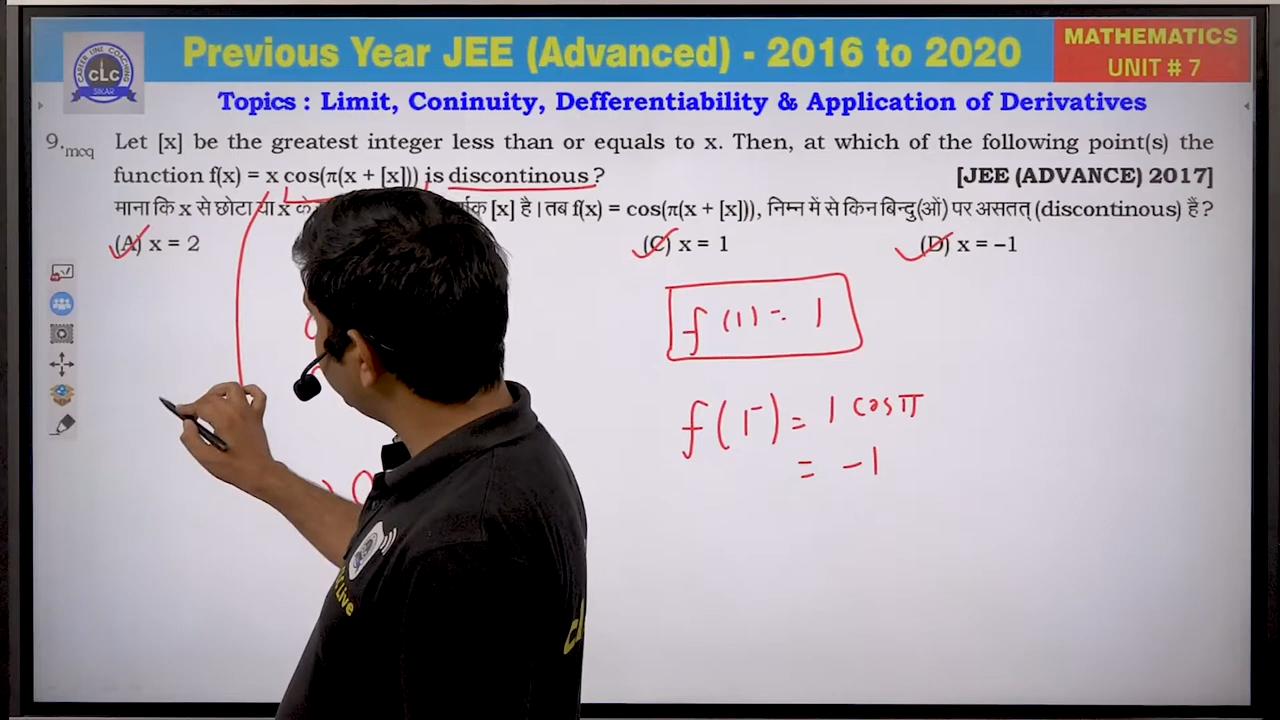 Previous Year JEE (Advanced) - 2016 to 2020
MATHEMATICS
UNIT # 7
CLC
SIKAR
Topics : Limit, Coninuity, Defferentiability & Application of Derivatives
9.mcq Let [x] be the greatest integer less than or equals to x. Then, at which of the following point(s) the
function f(x) = x cos(π(x + [x])) is discontinous ? [JEE (ADVANCE) 2017]
माना कि x से छोटा या x के [x] है। तब f(x) = cos(π(x + [x])), निम्न में से किन बिन्दु(ओं) पर असतत् (discontinous) हैं ?
(A) x = 2 (C) x = 1 (D) x = –1
f(1) = 1
f(1⁻) = 1 cosπ
= -1
Live